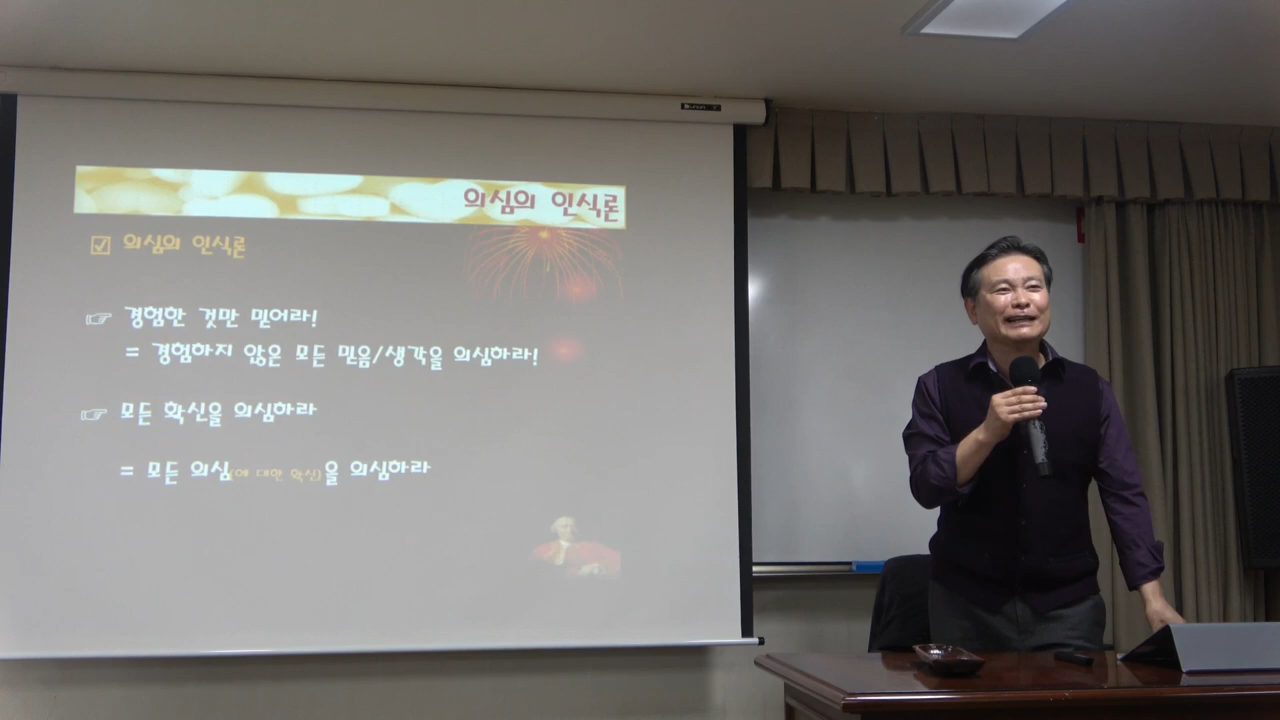 의심의 인식론
☑ 의심의 인식론
☞ 경험한 것만 믿어라!
= 경험하지 않은 모든 믿음/생각을 의심하라!
☞ 모든 확신을 의심하라
= 모든 의심(에 대한 확신)을 의심하라